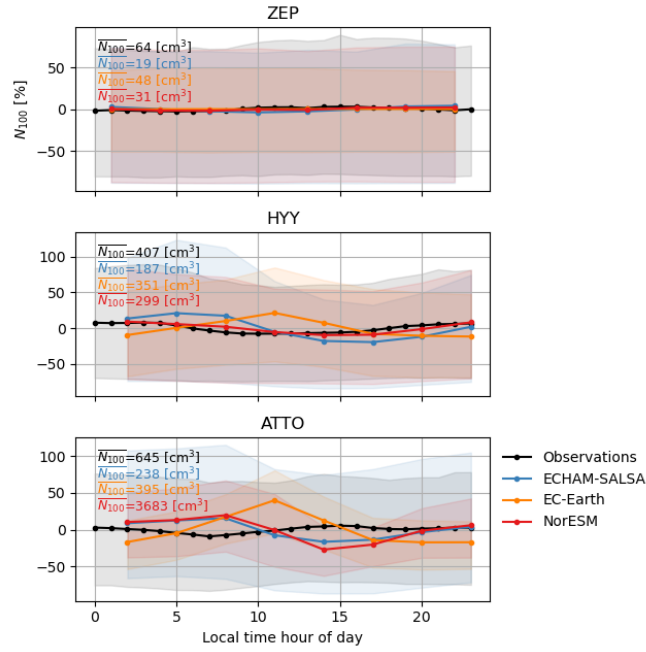 ZEP
N₁₀₀ [%]
50
0
−50
N₁₀₀=64 [cm³]
N₁₀₀=19 [cm³]
N₁₀₀=48 [cm³]
N₁₀₀=31 [cm³]
HYY
100
50
0
−50
N₁₀₀=407 [cm³]
N₁₀₀=187 [cm³]
N₁₀₀=351 [cm³]
N₁₀₀=299 [cm³]
ATTO
100
50
0
−50
N₁₀₀=645 [cm³]
N₁₀₀=238 [cm³]
N₁₀₀=395 [cm³]
N₁₀₀=3683 [cm³]
Observations
ECHAM-SALSA
EC-Earth
NorESM
0 5 10 15 20
Local time hour of day